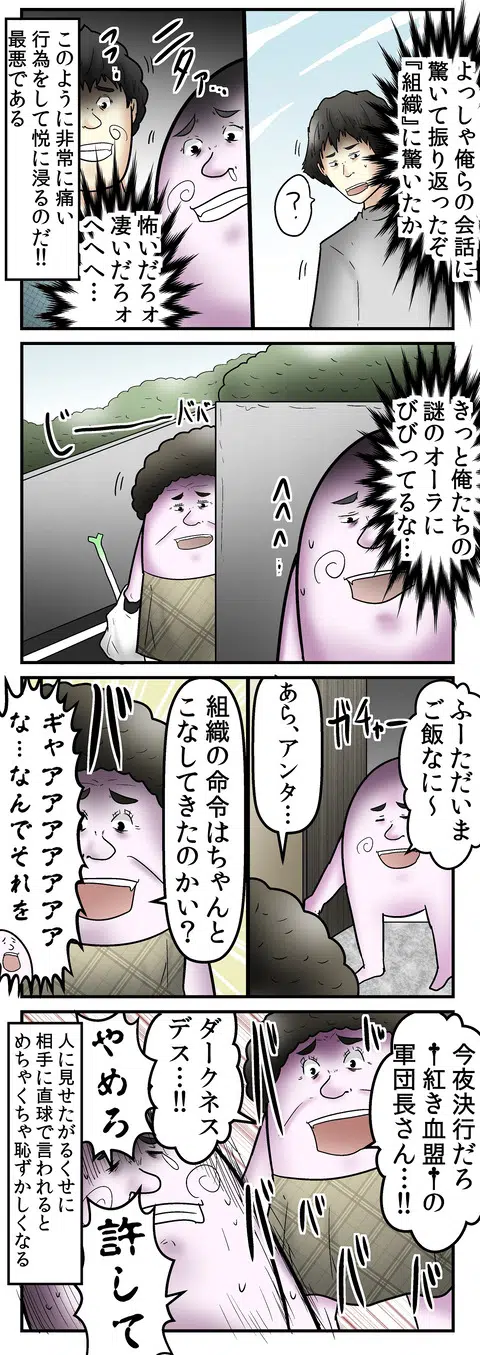 よっしゃ俺らの会話に
驚いて振り返ったぞ
『組織』に驚いたか
?
ニタァ…
怖いだろォ
凄いだろォ
へへへ…
このように非常に痛い
行為をして悦に浸るのだ!!
最悪である
きっと俺たちの
謎のオーラに
びびってるな…
へへへ
ババ
じー
ふーただいま
ご飯なに〜
ガチャー
あら、アンタ…
組織の命令はちゃんと
こなしてきたのかい?
ギャアアアアアアア
な…なんでそれを
今夜決行だろ
†紅き血盟†の
軍団長さん…!!
ダークネス
デス…!!
やめろ
許して
人に見せたがるくせに
相手に直球で言われると
めちゃくちゃ恥ずかしくなる